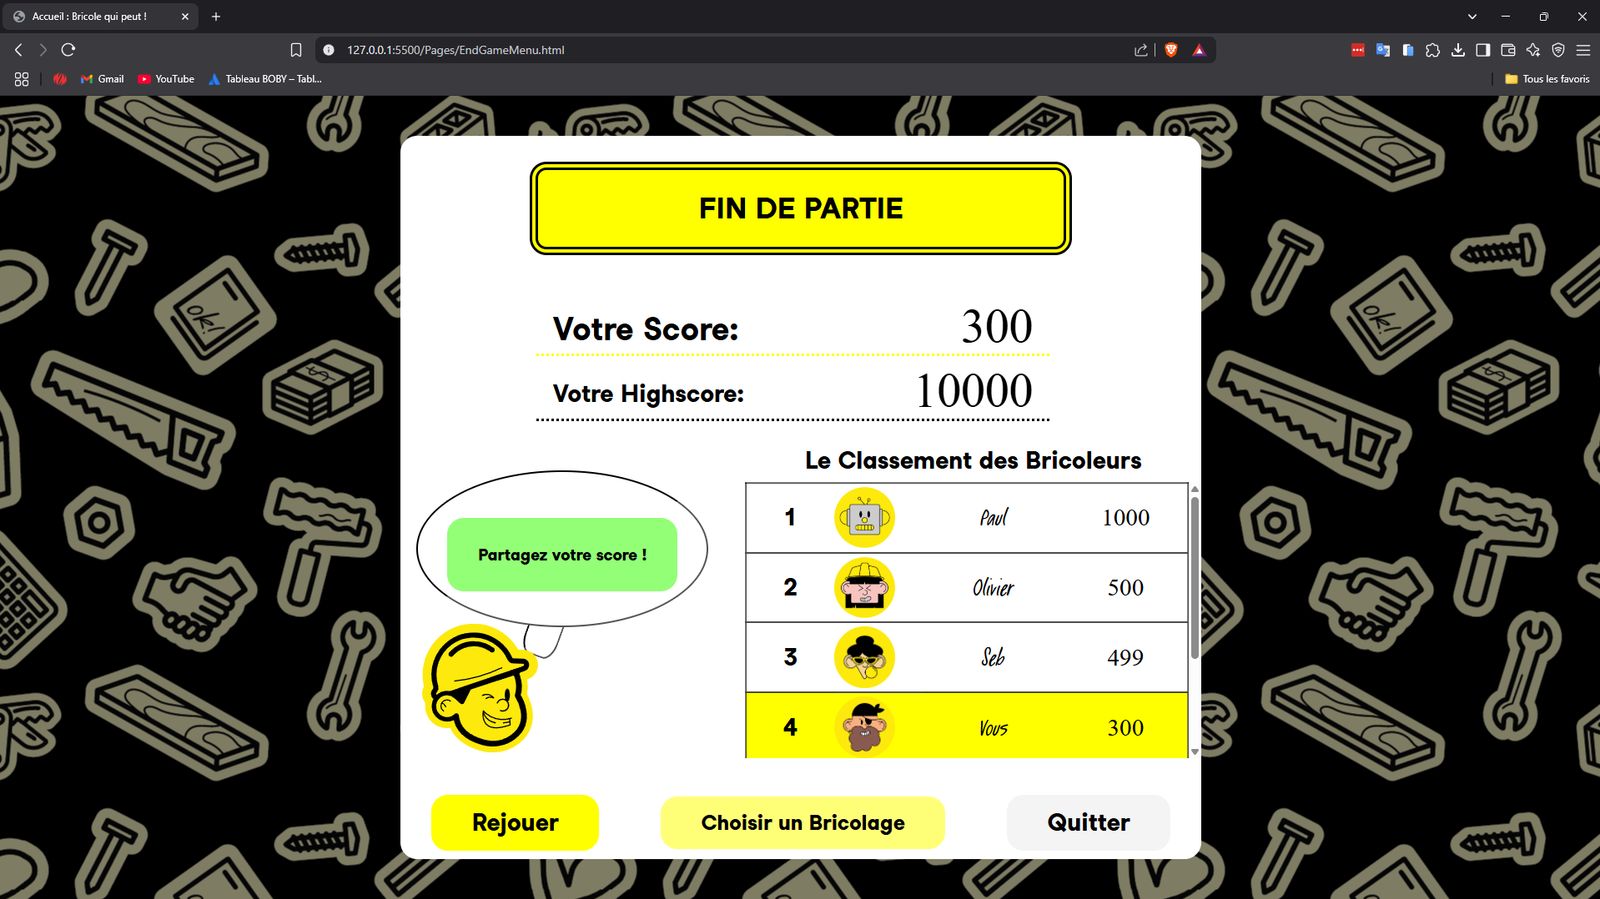 Accueil : Bricole qui peut !
127.0.0.1:5500/Pages/EndGameMenu.html
Gmail
YouTube
Tableau BOBY – Tabl...
Tous les favoris
FIN DE PARTIE
Votre Score: 300
Votre Highscore: 10000
Le Classement des Bricoleurs
1 Paul 1000
2 Olivier 500
3 Seb 499
4 Vous 300
Partagez votre score !
Rejouer
Choisir un Bricolage
Quitter
ok!
ok!